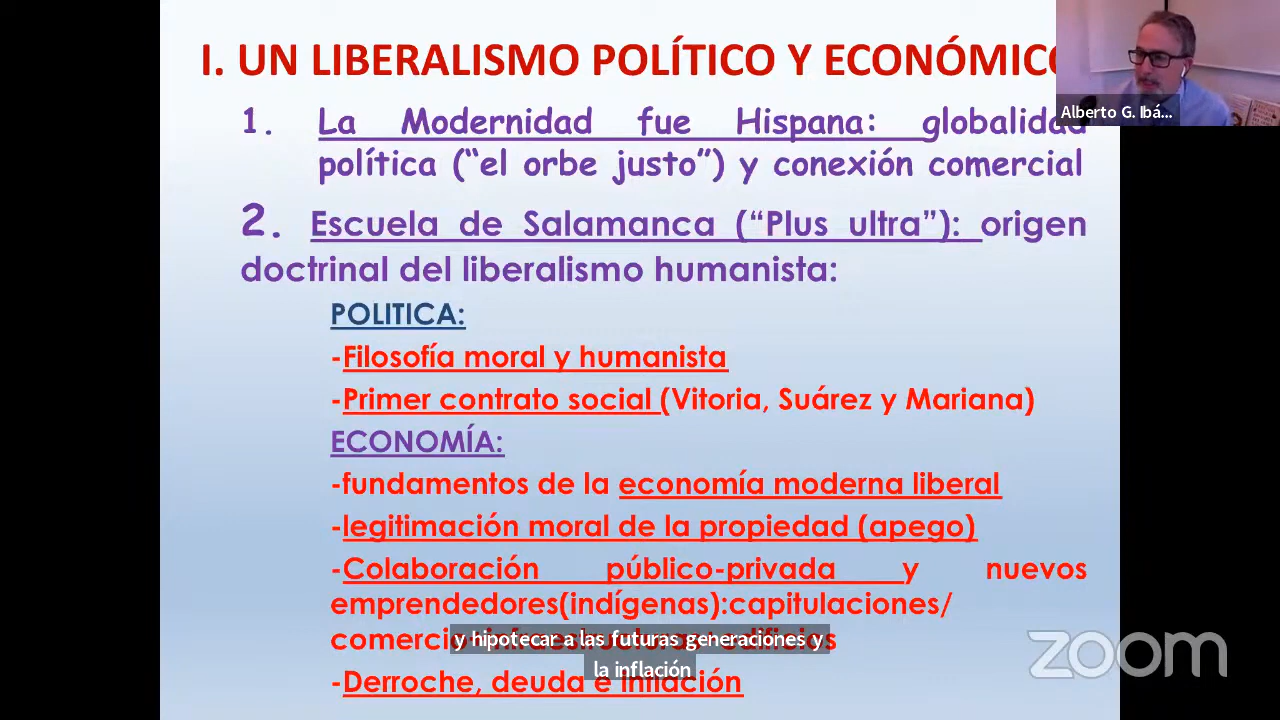 I. UN LIBERALISMO POLÍTICO Y ECONÓMICO
Alberto G. Ibá...
1. La Modernidad fue Hispana: globalidad
política (“el orbe justo”) y conexión comercial
2. Escuela de Salamanca (“Plus ultra”): origen
doctrinal del liberalismo humanista:
POLITICA:
-Filosofía moral y humanista
-Primer contrato social (Vitoria, Suárez y Mariana)
ECONOMÍA:
-fundamentos de la economía moderna liberal
-legitimación moral de la propiedad (apego)
-Colaboración público-privada y nuevos
emprendedores(indígenas):capitulaciones/
y hipotecar a las futuras generaciones y
la inflación
-Derroche, deuda e inflación
zoom